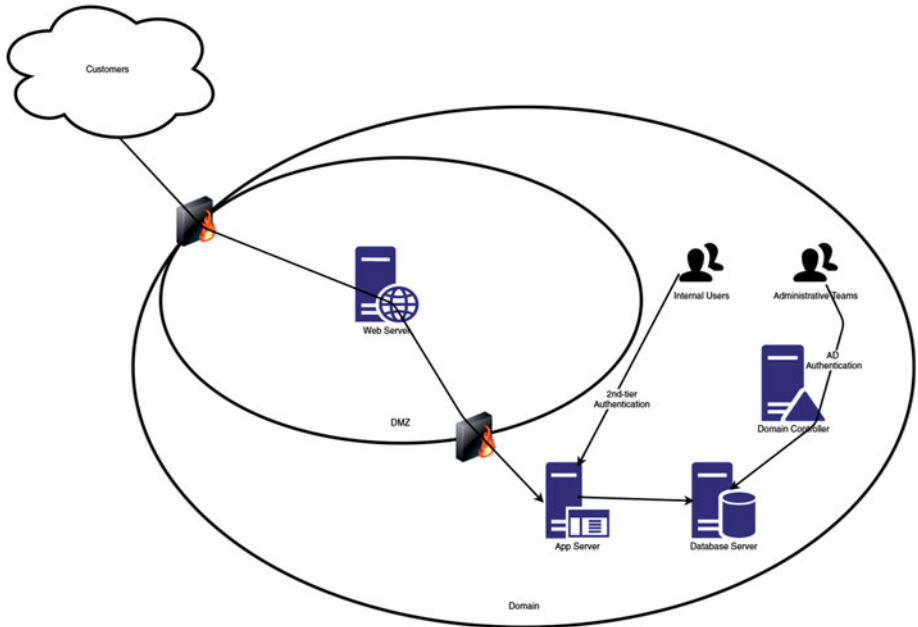 Customers
Internal Users
Administrative Teams
Web Server
AD
Authentication
2nd-tier
Authentication
DMZ
Domain Controller
App Server
Database Server
Domain